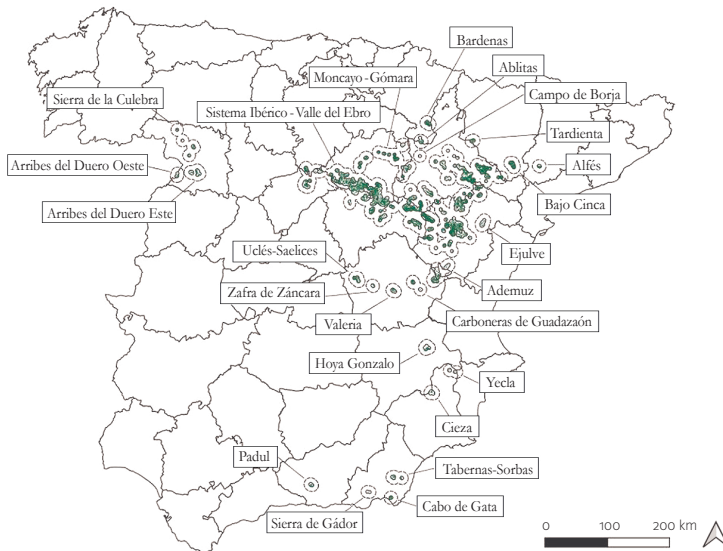 Bardenas
Ablitas
Moncayo - Gómara
Campo de Borja
Sierra de la Culebra
Sistema Ibérico - Valle del Ebro
Tardienta
Arribes del Duero Oeste
Alfés
Bajo Cinca
Arribes del Duero Este
Uclés-Saelices
Ejulve
Zafra de Záncara
Ademuz
Valeria
Carboneras de Guadazaón
Hoya Gonzalo
Yecla
Cieza
Padul
Tabernas-Sorbas
Sierra de Gádor
Cabo de Gata
0 100 200 km